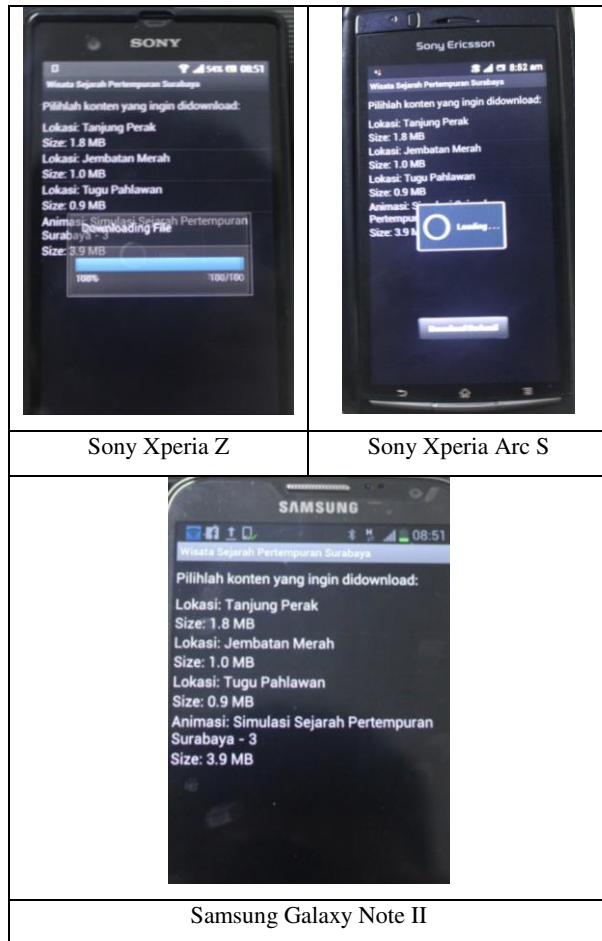 SONY
54% 08:51
Wisata Sejarah Pertempuran Surabaya
Pilihlah konten yang ingin didownload:
Lokasi: Tanjung Perak
Size: 1.8 MB
Lokasi: Jembatan Merah
Size: 1.0 MB
Lokasi: Tugu Pahlawan
Size: 0.9 MB
Animasi: Simulasi Sejarah Pertempuran
Surabaya - 3
Size: 3.9 MB
Downloading File
100% 100/100
Sony Ericsson
8:52 am
Wisata Sejarah Pertempuran Surabaya
Pilihlah konten yang ingin didownload:
Lokasi: Tanjung Perak
Size: 1.8 MB
Lokasi: Jembatan Merah
Size: 1.0 MB
Lokasi: Tugu Pahlawan
Size: 0.9 MB
Animasi:
Size: 3.9
Loading...
Sony Xperia Z
Sony Xperia Arc S
SAMSUNG
08:51
Wisata Sejarah Pertempuran Surabaya
Pilihlah konten yang ingin didownload:
Lokasi: Tanjung Perak
Size: 1.8 MB
Lokasi: Jembatan Merah
Size: 1.0 MB
Lokasi: Tugu Pahlawan
Size: 0.9 MB
Animasi: Simulasi Sejarah Pertempuran
Surabaya - 3
Size: 3.9 MB
Samsung Galaxy Note II